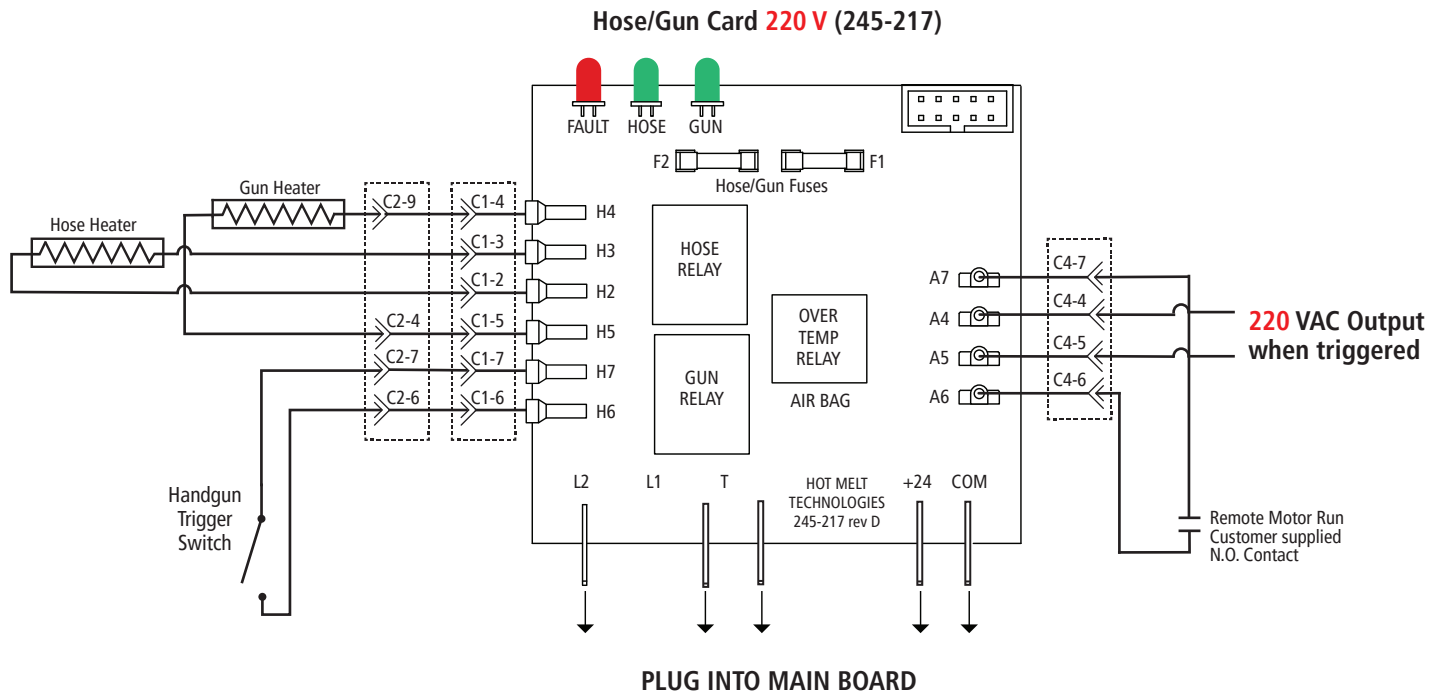 Hose/Gun Card 220 V (245-217)
FAULT HOSE GUN
F2 F1
Hose/Gun Fuses
Gun Heater
Hose Heater
C2-9 C1-4 H4
C1-3 H3
C1-2 H2
C2-4 C1-5 H5
C2-7 C1-7 H7
C2-6 C1-6 H6
HOSE
RELAY
GUN
RELAY
OVER
TEMP
RELAY
AIR BAG
A7 C4-7
A4 C4-4
A5 C4-5
A6 C4-6
220 VAC Output
when triggered
Handgun
Trigger
Switch
L2 L1 T
HOT MELT
TECHNOLOGIES
245-217 rev D
+24 COM
Remote Motor Run
Customer supplied
N.O. Contact
PLUG INTO MAIN BOARD